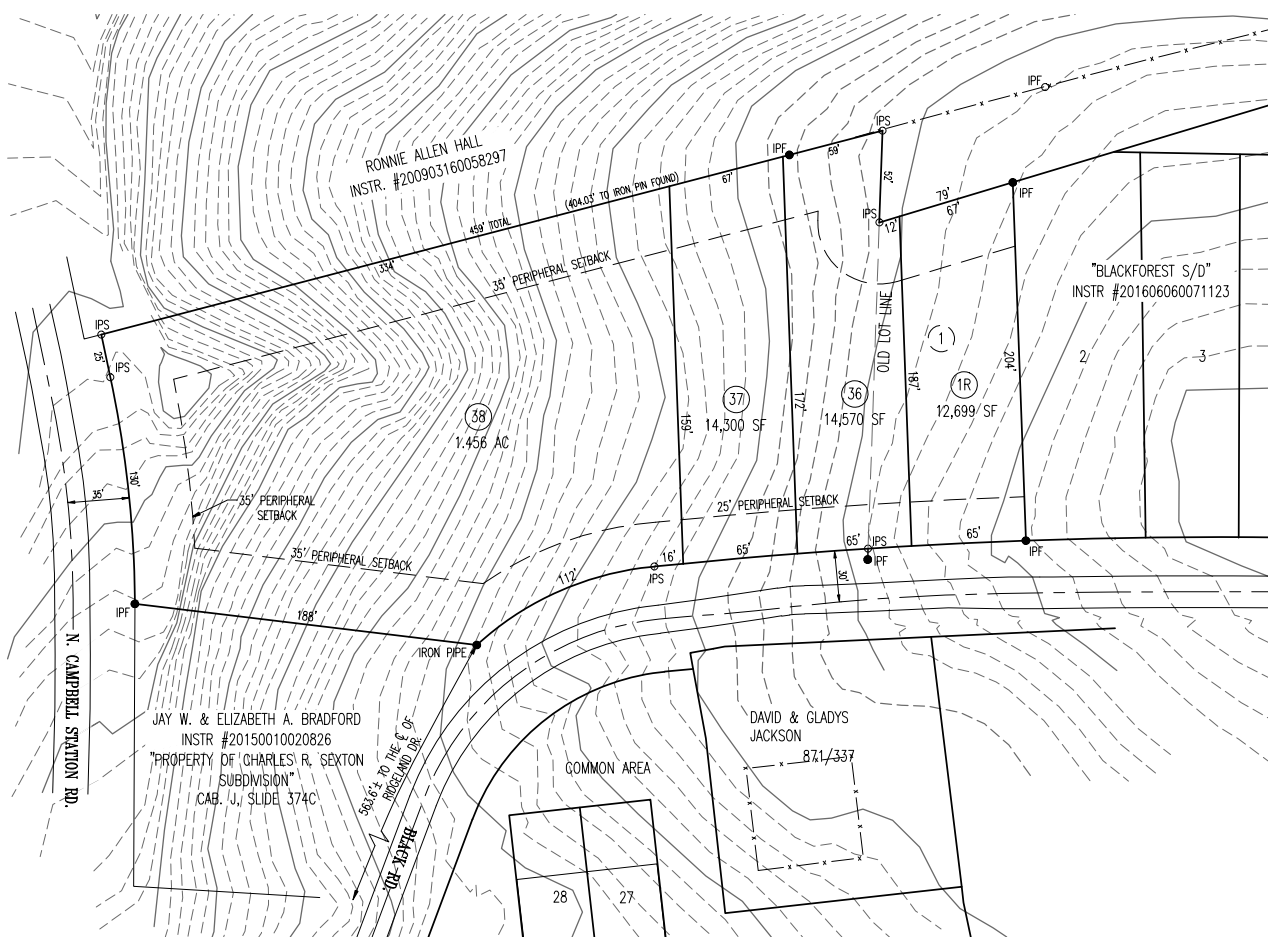 IPF
IPS
IPF
59'
RONNIE ALLEN HALL
INSTR. #200903160058297
67'
52'
(404.03' TO IRON PIN FOUND)
79'
IPF
67'
IPS
12'
459' TOTAL
334'
35' PERIPHERAL SETBACK
"BLACKFOREST S/D"
INSTR #201606060071123
IPS
25'
IPS
OLD LOT LINE
1
2
3
204'
187'
1R
12,699 SF
36
14,570 SF
172'
37
14,300 SF
159'
38
1.456 AC
130'
35'
35' PERIPHERAL
SETBACK
25' PERIPHERAL SETBACK
35' PERIPHERAL SETBACK
16'
65'
65'
IPS
65'
IPF
IPF
IPS
30'
112'
IPF
188'
IRON PIPE
N. CAMPBELL STATION RD.
JAY W. & ELIZABETH A. BRADFORD
INSTR #20150010020826
"PROPERTY OF CHARLES R. SEXTON
SUBDIVISION"
CAB. J, SLIDE 374C
563.6'± TO THE ℄ OF
RIDGELAND DR.
BLACK RD.
COMMON AREA
DAVID & GLADYS
JACKSON
871/337
28
27